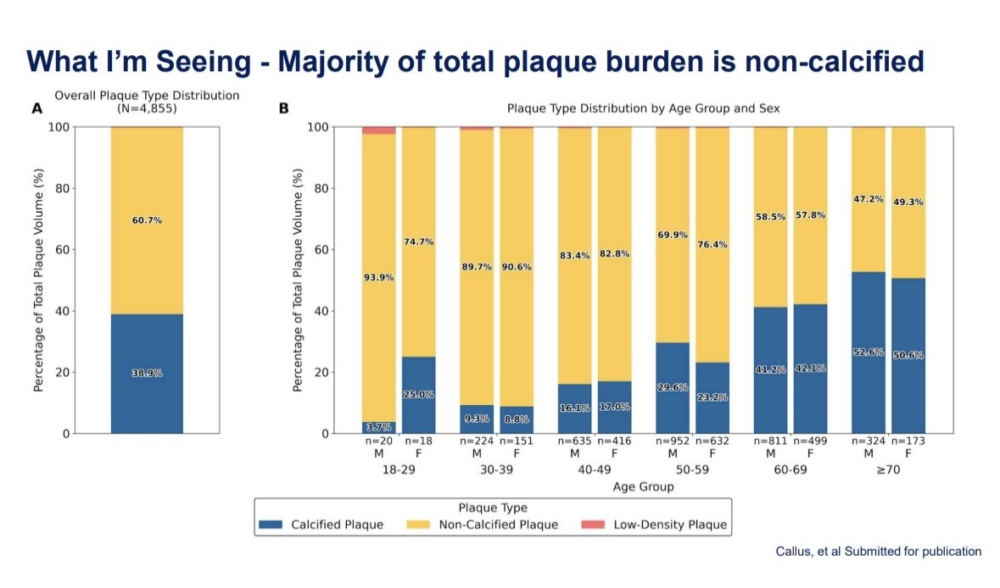 What I'm Seeing - Majority of total plaque burden is non-calcified
A
Overall Plaque Type Distribution
(N=4,855)
Percentage of Total Plaque Volume (%)
100
80
60
40
20
0
60.7%
38.9%
B
Plaque Type Distribution by Age Group and Sex
Percentage of Total Plaque Volume (%)
100
80
60
40
20
0
93.9% 74.7% 89.7% 90.6% 83.4% 82.8% 69.9% 76.4% 58.5% 57.8% 47.2% 49.3%
3.7% 25.0% 9.3% 8.8% 16.1% 17.0% 29.6% 23.2% 41.2% 42.1% 52.6% 50.6%
n=20 n=18 n=224 n=151 n=635 n=416 n=952 n=632 n=811 n=499 n=324 n=173
M F M F M F M F M F M F
18-29 30-39 40-49 50-59 60-69 ≥70
Age Group
Plaque Type
Calcified Plaque Non-Calcified Plaque Low-Density Plaque
Callus, et al Submitted for publication